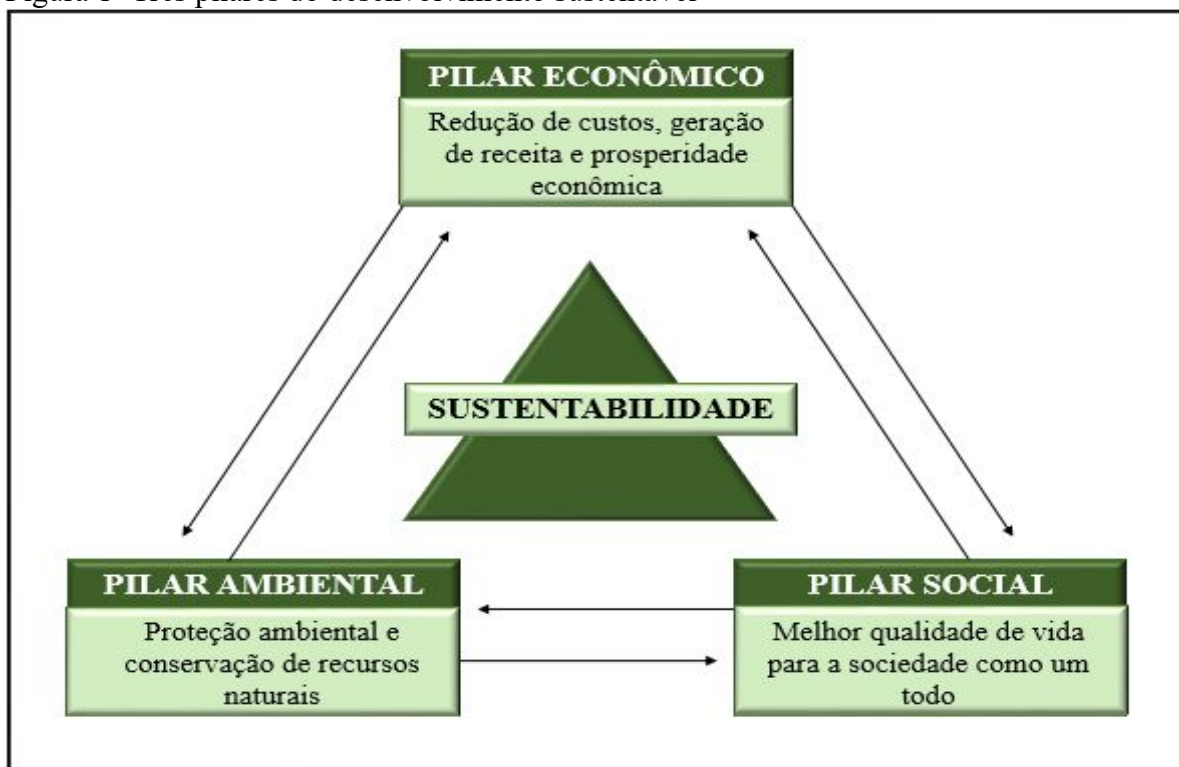 PILAR ECONÔMICO
Redução de custos, geração
de receita e prosperidade
econômica
SUSTENTABILIDADE
PILAR AMBIENTAL
Proteção ambiental e
conservação de recursos
naturais
PILAR SOCIAL
Melhor qualidade de vida
para a sociedade como um
todo